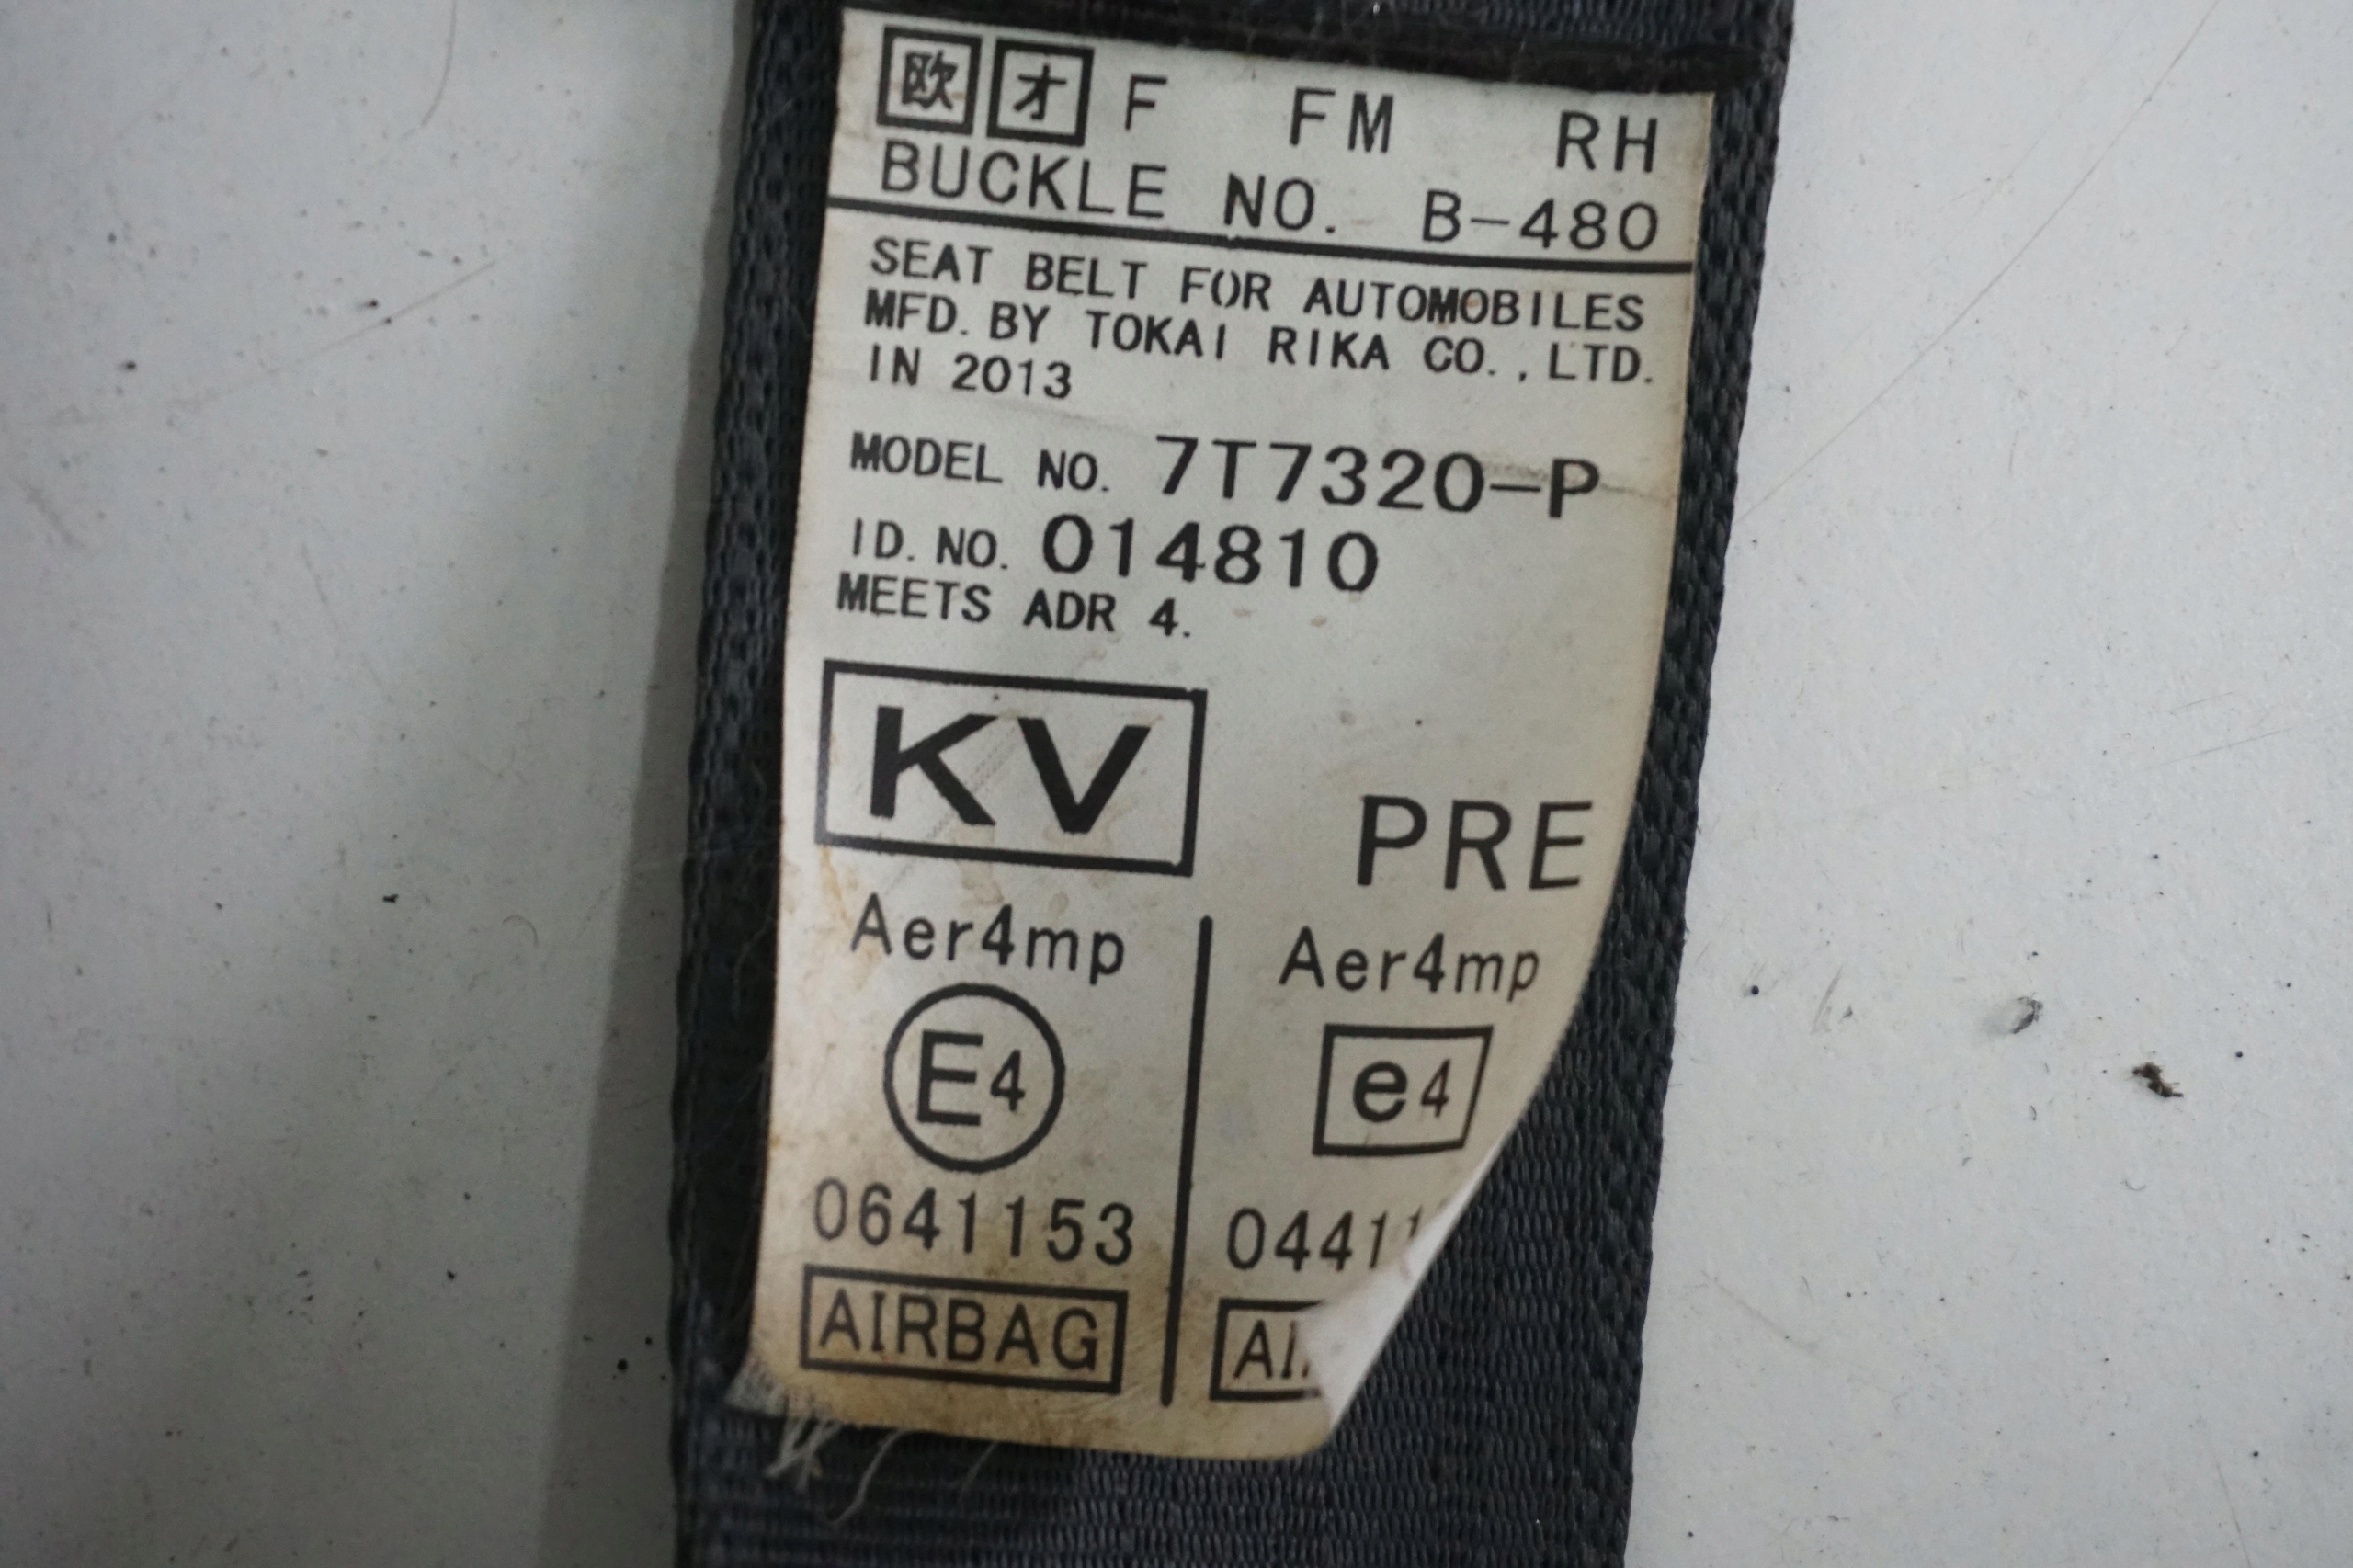 欧 オ F FM RH
BUCKLE NO. B-480
SEAT BELT FOR AUTOMOBILES
MFD. BY TOKAI RIKA CO., LTD.
IN 2013
MODEL NO. 7T7320-P
ID. NO. 014810
MEETS ADR 4.
KV
PRE
Aer4mp Aer4mp
E4 e4
0641153
AIRBAG